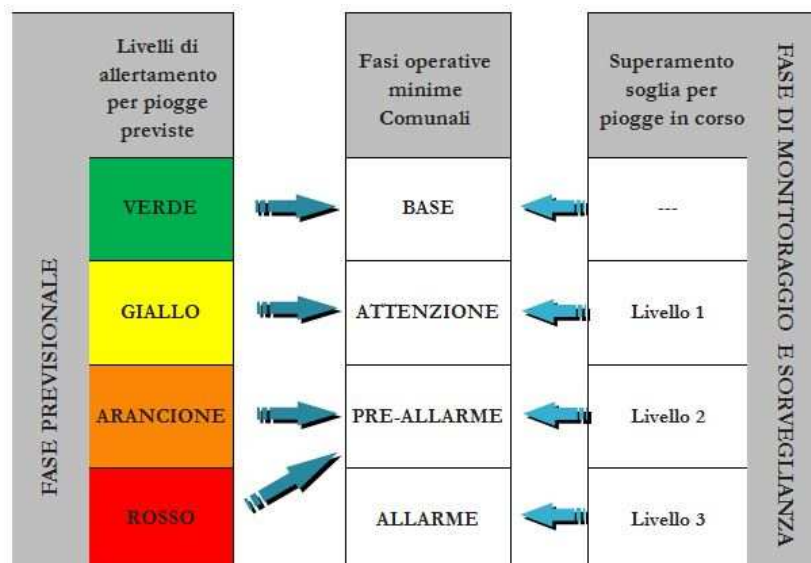 FASE PREVISIONALE
Livelli di
allertamento
per piogge
previste
Fasi operative
minime
Comunali
Superamento
soglia per
piogge in corso
FASE DI MONITORAGGIO E SORVEGLIANZA
VERDE
BASE
---
GIALLO
ATTENZIONE
Livello 1
ARANCIONE
PRE-ALLARME
Livello 2
ROSSO
ALLARME
Livello 3